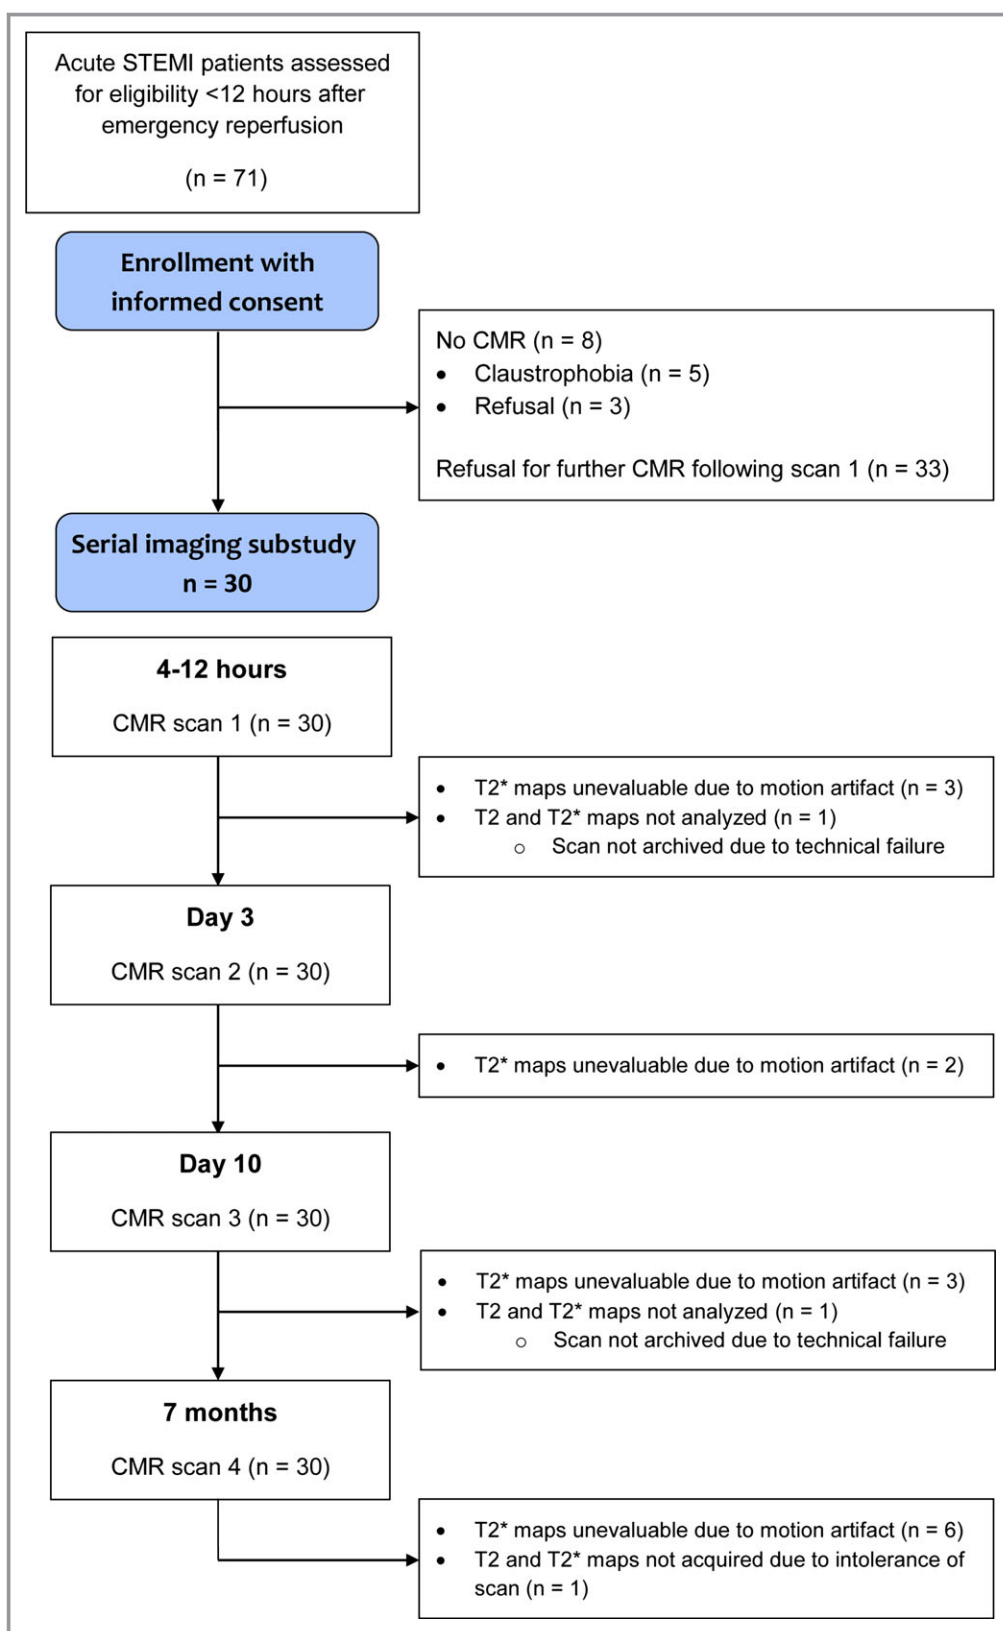 Acute STEMI patients assessed
for eligibility <12 hours after
emergency reperfusion
(n = 71)
Enrollment with
informed consent
No CMR (n = 8)
• Claustrophobia (n = 5)
• Refusal (n = 3)
Refusal for further CMR following scan 1 (n = 33)
Serial imaging substudy
n = 30
4-12 hours
CMR scan 1 (n = 30)
• T2* maps unevaluable due to motion artifact (n = 3)
• T2 and T2* maps not analyzed (n = 1)
o Scan not archived due to technical failure
Day 3
CMR scan 2 (n = 30)
• T2* maps unevaluable due to motion artifact (n = 2)
Day 10
CMR scan 3 (n = 30)
• T2* maps unevaluable due to motion artifact (n = 3)
• T2 and T2* maps not analyzed (n = 1)
o Scan not archived due to technical failure
7 months
CMR scan 4 (n = 30)
• T2* maps unevaluable due to motion artifact (n = 6)
• T2 and T2* maps not acquired due to intolerance of
scan (n = 1)